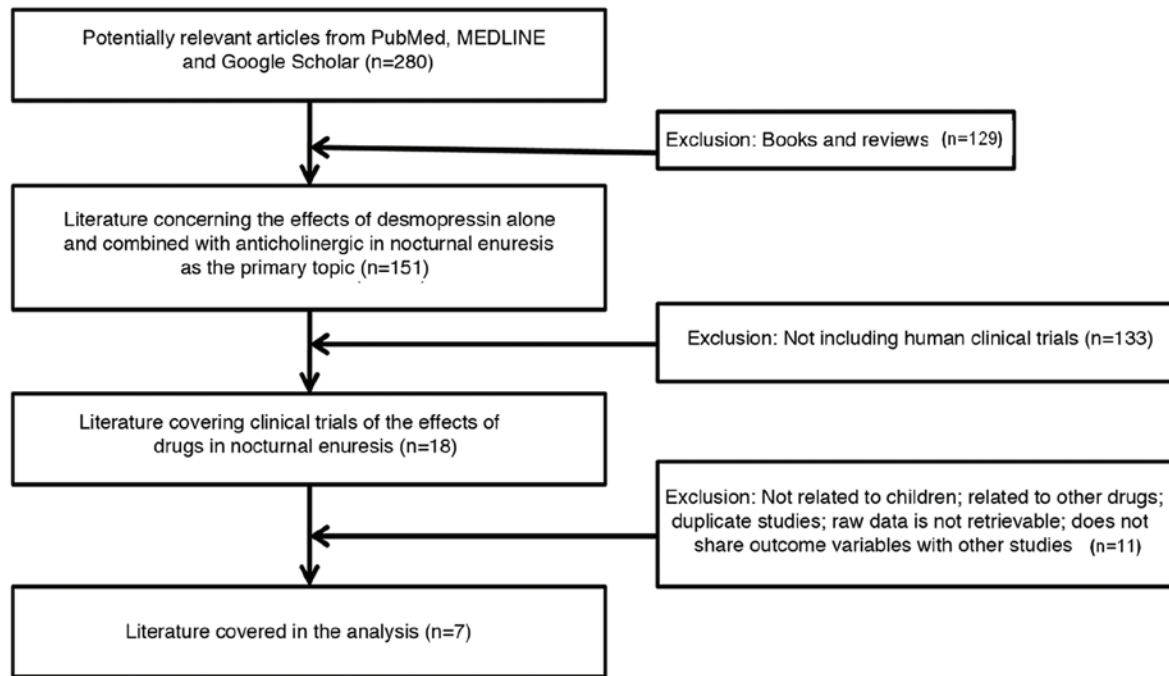 Potentially relevant articles from PubMed, MEDLINE
and Google Scholar (n=280)
Exclusion: Books and reviews (n=129)
Literature concerning the effects of desmopressin alone
and combined with anticholinergic in nocturnal enuresis
as the primary topic (n=151)
Exclusion: Not including human clinical trials (n=133)
Literature covering clinical trials of the effects of
drugs in nocturnal enuresis (n=18)
Exclusion: Not related to children; related to other drugs;
duplicate studies; raw data is not retrievable; does not
share outcome variables with other studies (n=11)
Literature covered in the analysis (n=7)